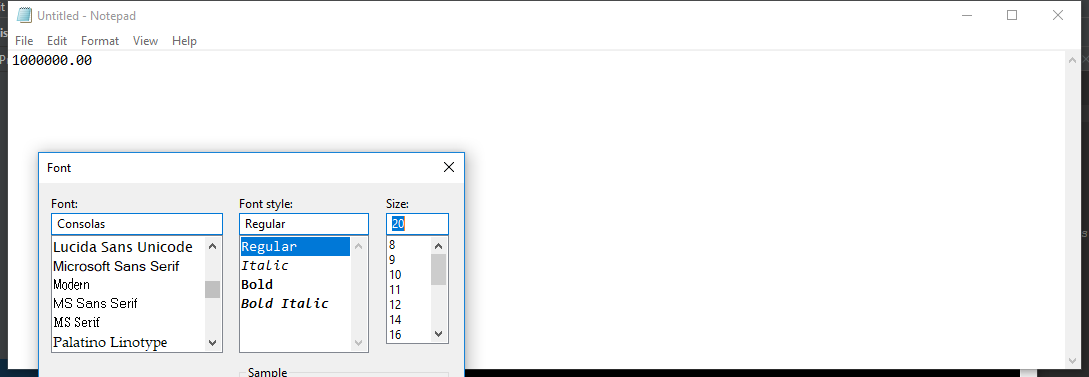 Untitled - Notepad
File Edit Format View Help
1000000.00
Font
Font: Font style: Size:
Consolas Regular 20
Lucida Sans Unicode
Microsoft Sans Serif
Modern
MS Sans Serif
MS Serif
Palatino Linotype
Regular
Italic
Bold
Bold Italic
8
9
10
11
12
14
16
Sample